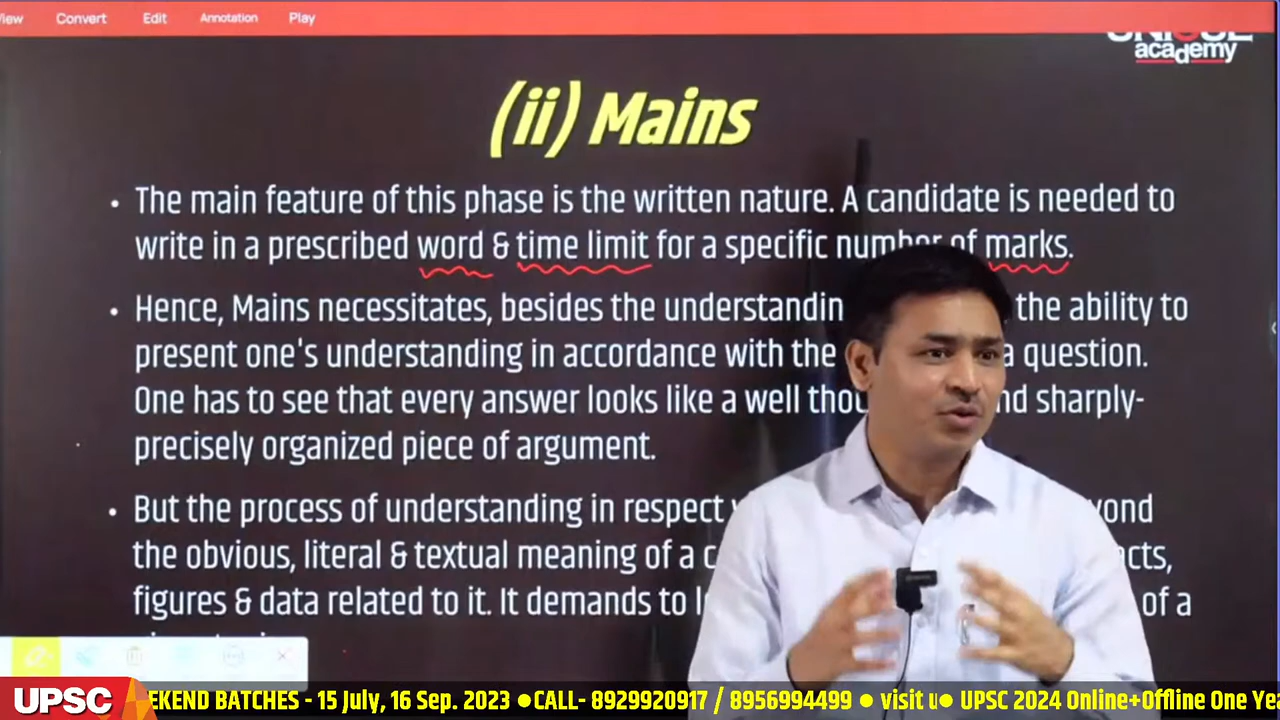 View Convert Edit Annotation Play
academy
(ii) Mains
• The main feature of this phase is the written nature. A candidate is needed to
write in a prescribed word & time limit for a specific number of marks.
• Hence, Mains necessitates, besides the understandin the ability to
present one's understanding in accordance with the a question.
One has to see that every answer looks like a well thou nd sharply-
precisely organized piece of argument.
• But the process of understanding in respect yond
the obvious, literal & textual meaning of a c acts,
figures & data related to it. It demands to l of a
UPSC EKEND BATCHES - 15 July, 16 Sep. 2023 ●CALL- 8929920917 / 8956994499 ● visit u● UPSC 2024 Online+Offline One Ye